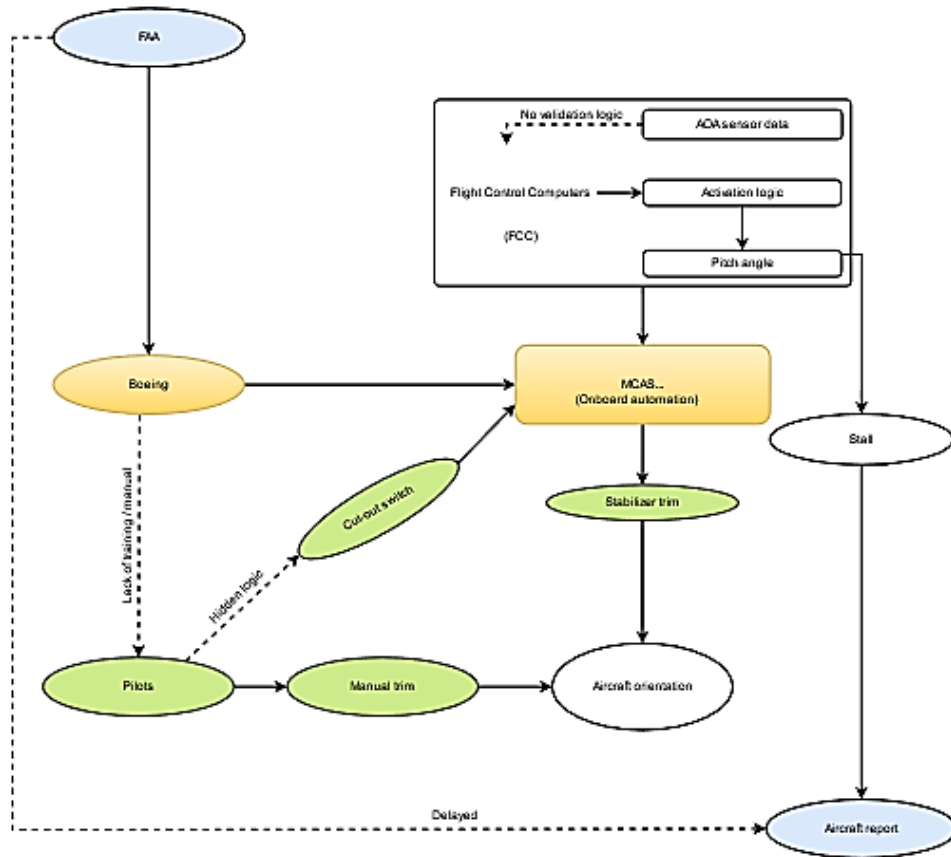 FAA
No validation logic
AOA sensor data
Flight Control Computers
Activation logic
(FCC)
Pitch angle
Boeing
MCAS...
(Onboard automation)
Stall
Cut-out switch
Stabilizer trim
Lack of training / manual
Hidden logic
Pilots
Manual trim
Aircraft orientation
Delayed
Aircraft report